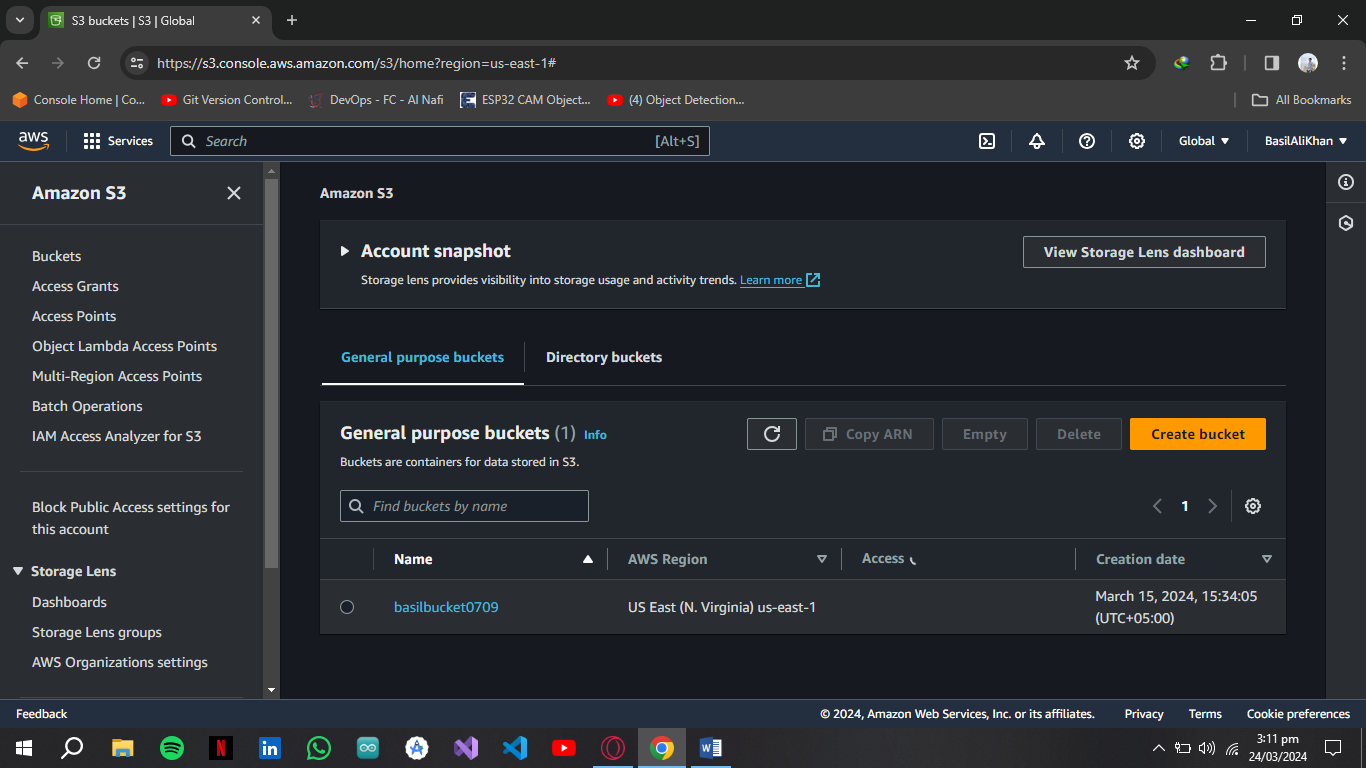 S3 buckets | S3 | Global
https://s3.console.aws.amazon.com/s3/home?region=us-east-1#
Console Home | Co...
Git Version Control...
DevOps - FC - Al Nafi
ESP32 CAM Object...
(4) Object Detection...
All Bookmarks
aws
Services
Search
[Alt+S]
Global
BasilAliKhan
Amazon S3
Buckets
Access Grants
Access Points
Object Lambda Access Points
Multi-Region Access Points
Batch Operations
IAM Access Analyzer for S3
Block Public Access settings for
this account
Storage Lens
Dashboards
Storage Lens groups
AWS Organizations settings
Amazon S3
Account snapshot
View Storage Lens dashboard
Storage lens provides visibility into storage usage and activity trends. Learn more
General purpose buckets
Directory buckets
General purpose buckets (1) Info
Copy ARN
Empty
Delete
Create bucket
Buckets are containers for data stored in S3.
Find buckets by name
1
Name
AWS Region
Access
Creation date
basilbucket0709
US East (N. Virginia) us-east-1
March 15, 2024, 15:34:05
(UTC+05:00)
Feedback
© 2024, Amazon Web Services, Inc. or its affiliates.
Privacy
Terms
Cookie preferences
3:11 pm
24/03/2024